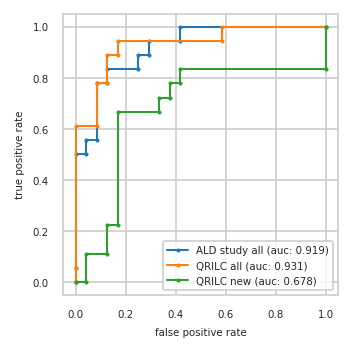 1.0
0.8
0.6
0.4
0.2
0.0
true positive rate
ALD study all (auc: 0.919)
QRILC all (auc: 0.931)
QRILC new (auc: 0.678)
0.0 0.2 0.4 0.6 0.8 1.0
false positive rate